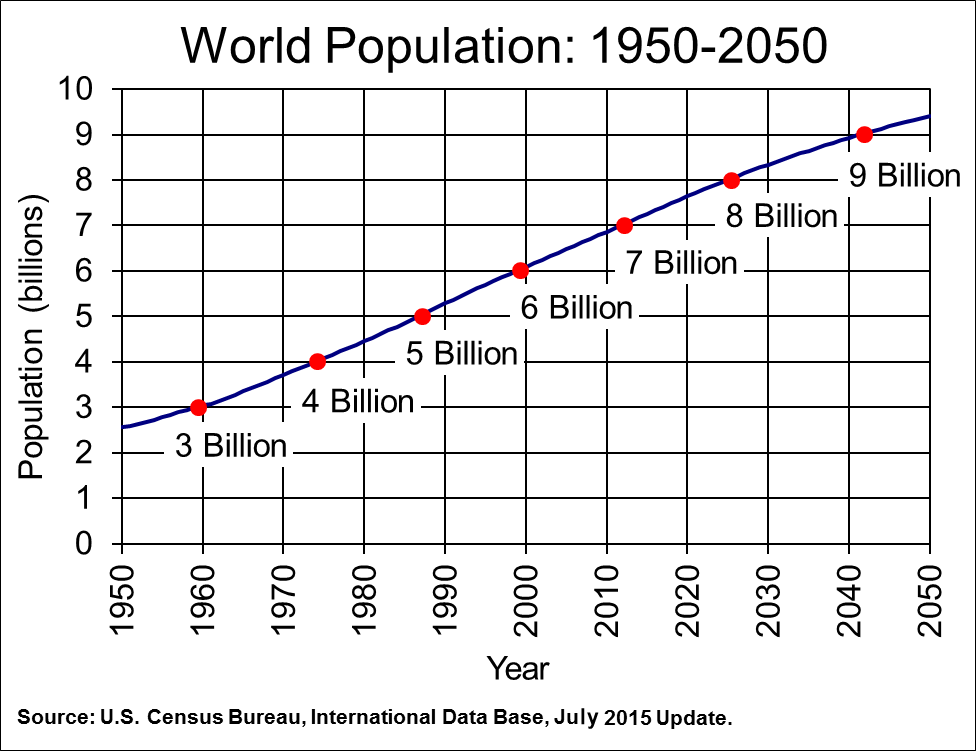 World Population: 1950-2050
10
9
8
7
6
5
4
3
2
1
0
Population (billions)
9 Billion
8 Billion
7 Billion
6 Billion
5 Billion
4 Billion
3 Billion
1950
1960
1970
1980
1990
2000
2010
2020
2030
2040
2050
Year
Source: U.S. Census Bureau, International Data Base, July 2015 Update.